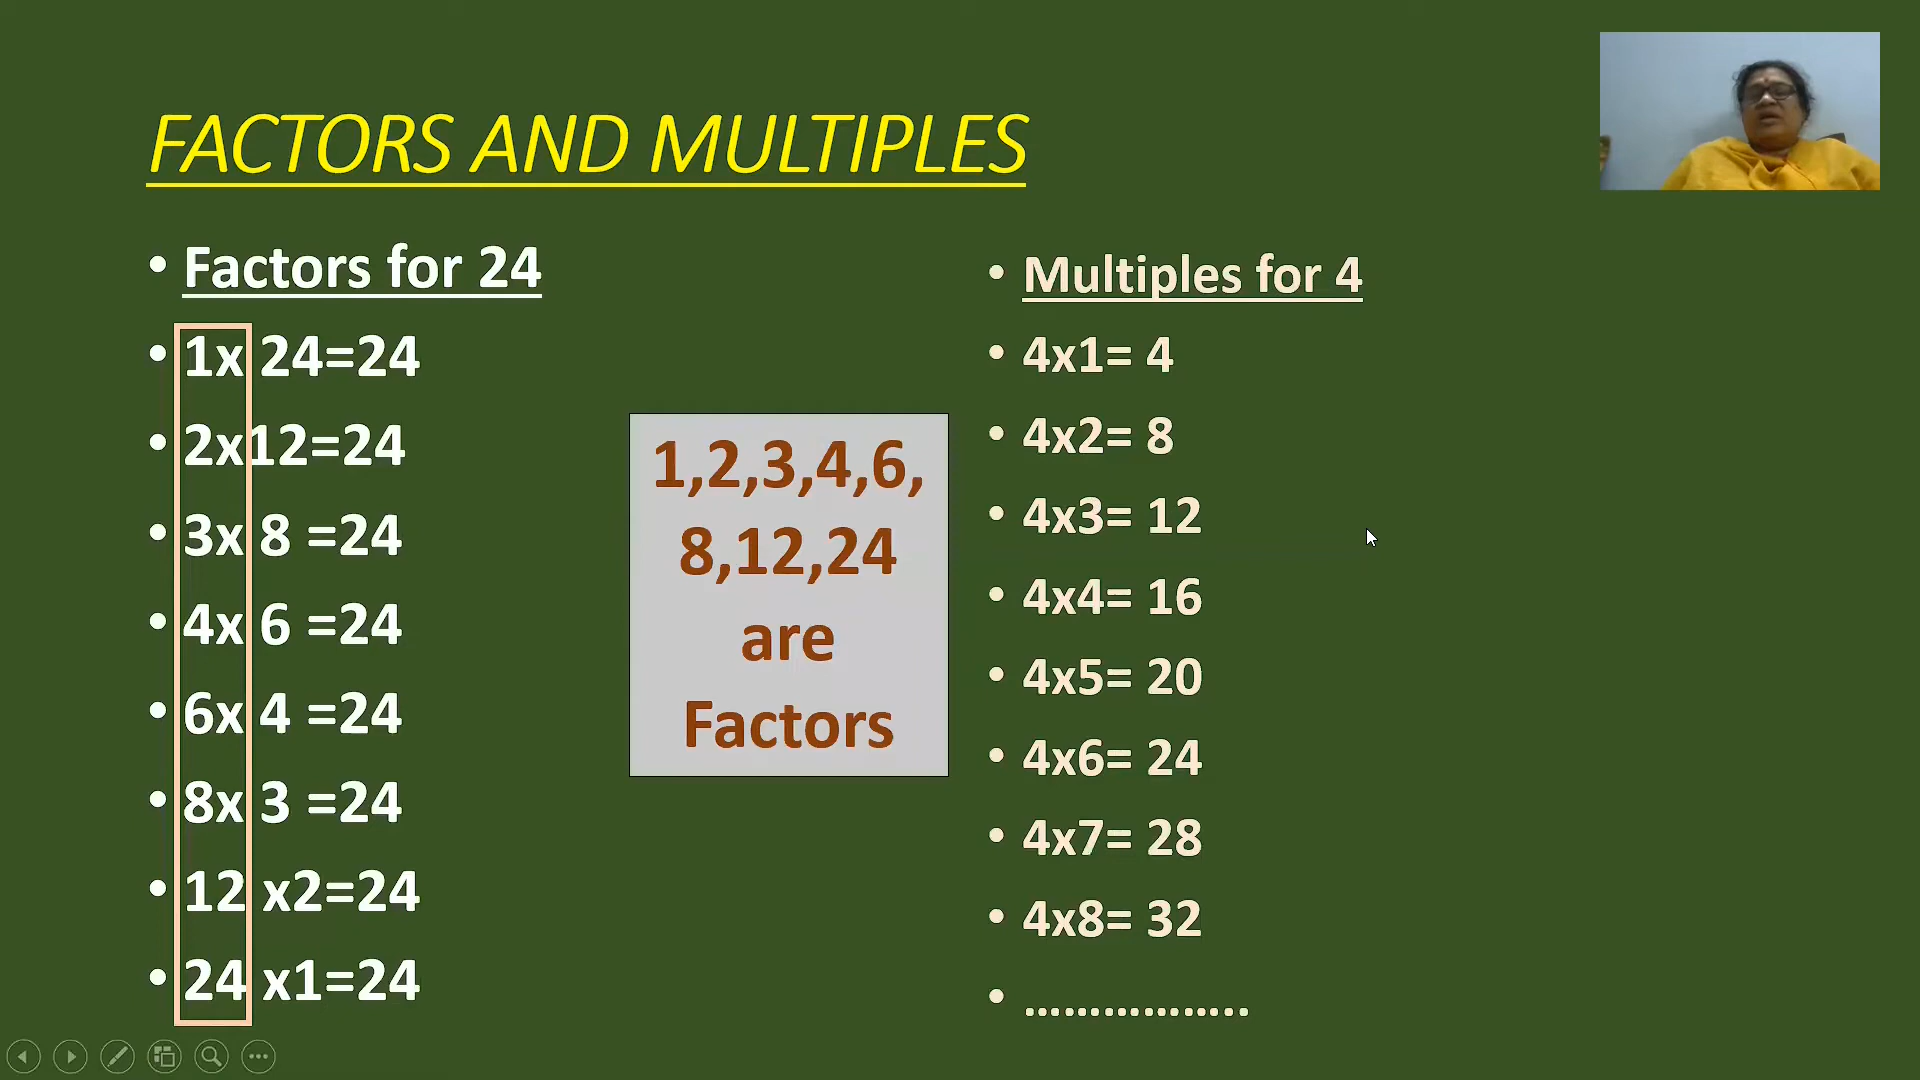 FACTORS AND MULTIPLES
• Factors for 24
• 1x 24=24
• 2x12=24
• 3x 8 =24
• 4x 6 =24
• 6x 4 =24
• 8x 3 =24
• 12 x2=24
• 24 x1=24
1,2,3,4,6,
8,12,24
are
Factors
• Multiples for 4
• 4x1= 4
• 4x2= 8
• 4x3= 12
• 4x4= 16
• 4x5= 20
• 4x6= 24
• 4x7= 28
• 4x8= 32
• .................